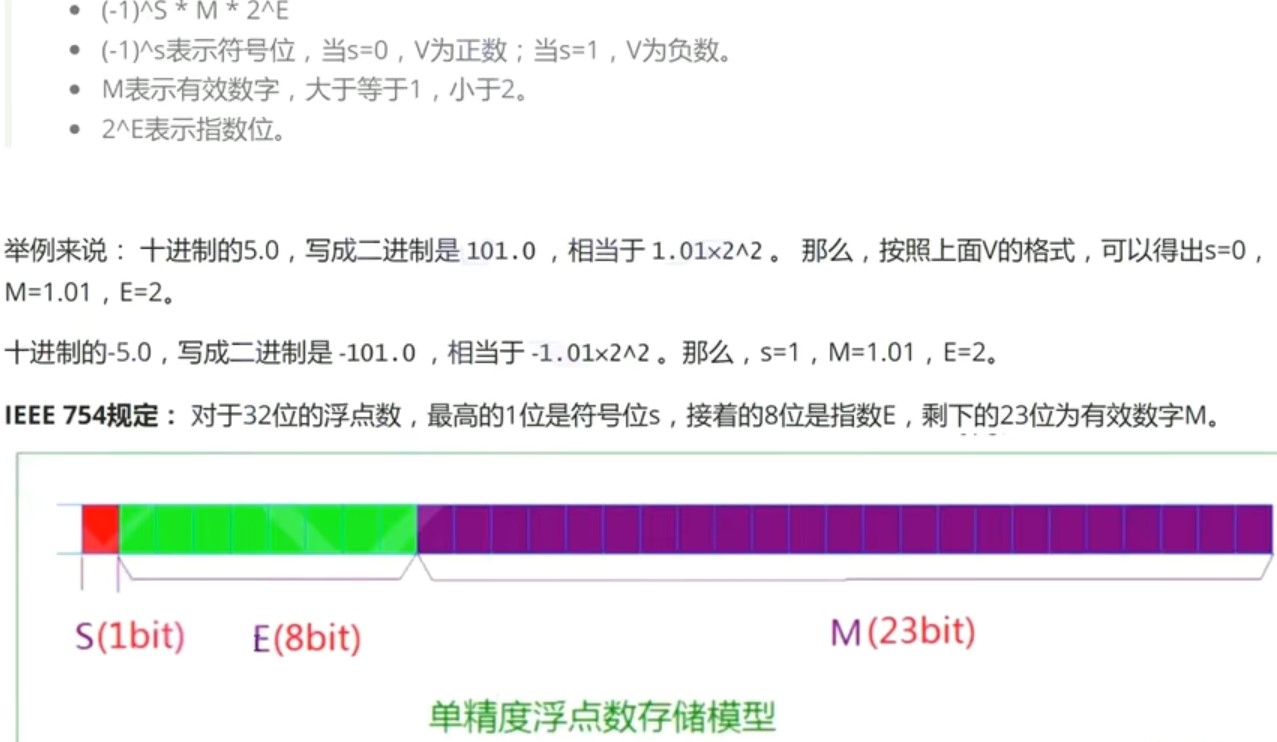 (-1)^S * M * 2^E
(-1)^s表示符号位，当s=0，V为正数；当s=1，V为负数。
M表示有效数字，大于等于1，小于2。
2^E表示指数位。
举例来说： 十进制的5.0，写成二进制是 101.0 ，相当于 1.01×2^2 。 那么，按照上面V的格式，可以得出s=0，
M=1.01，E=2。
十进制的-5.0，写成二进制是 -101.0 ，相当于 -1.01×2^2 。那么，s=1，M=1.01，E=2。
IEEE 754规定： 对于32位的浮点数，最高的1位是符号位s，接着的8位是指数E，剩下的23位为有效数字M。
S(1bit) E(8bit) M(23bit)
单精度浮点数存储模型